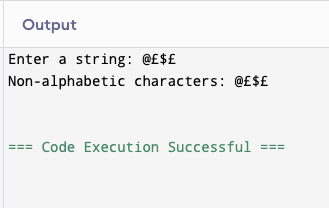 Output
Enter a string: @£$£
Non-alphabetic characters: @£$£
=== Code Execution Successful ===